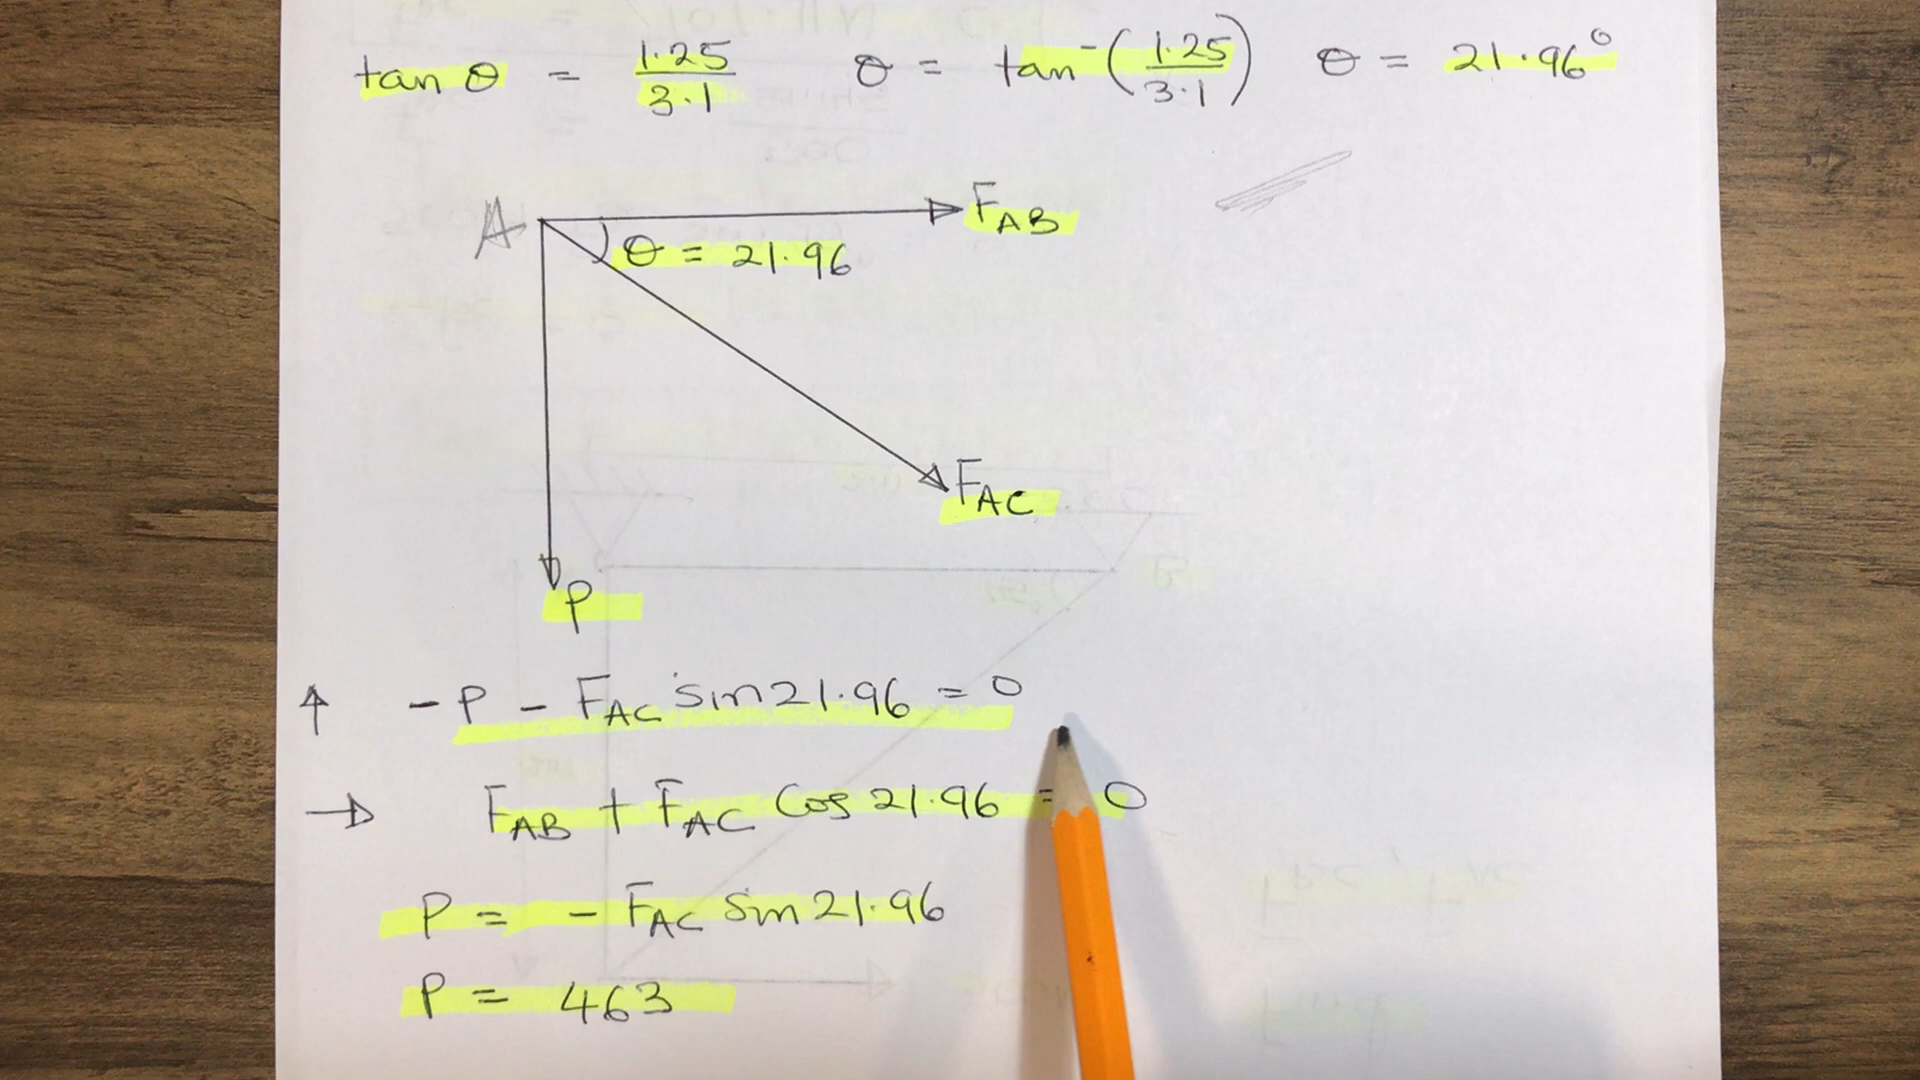 tan θ = 1.25/3.1 θ = tan⁻(1.25/3.1) θ = 21.96°
A
F_AB
θ = 21.96
F_AC
P
↑ - P - F_AC sin 21.96 = 0
→ F_AB + F_AC Cos 21.96 = 0
P = - F_AC Sin 21.96
P = 463